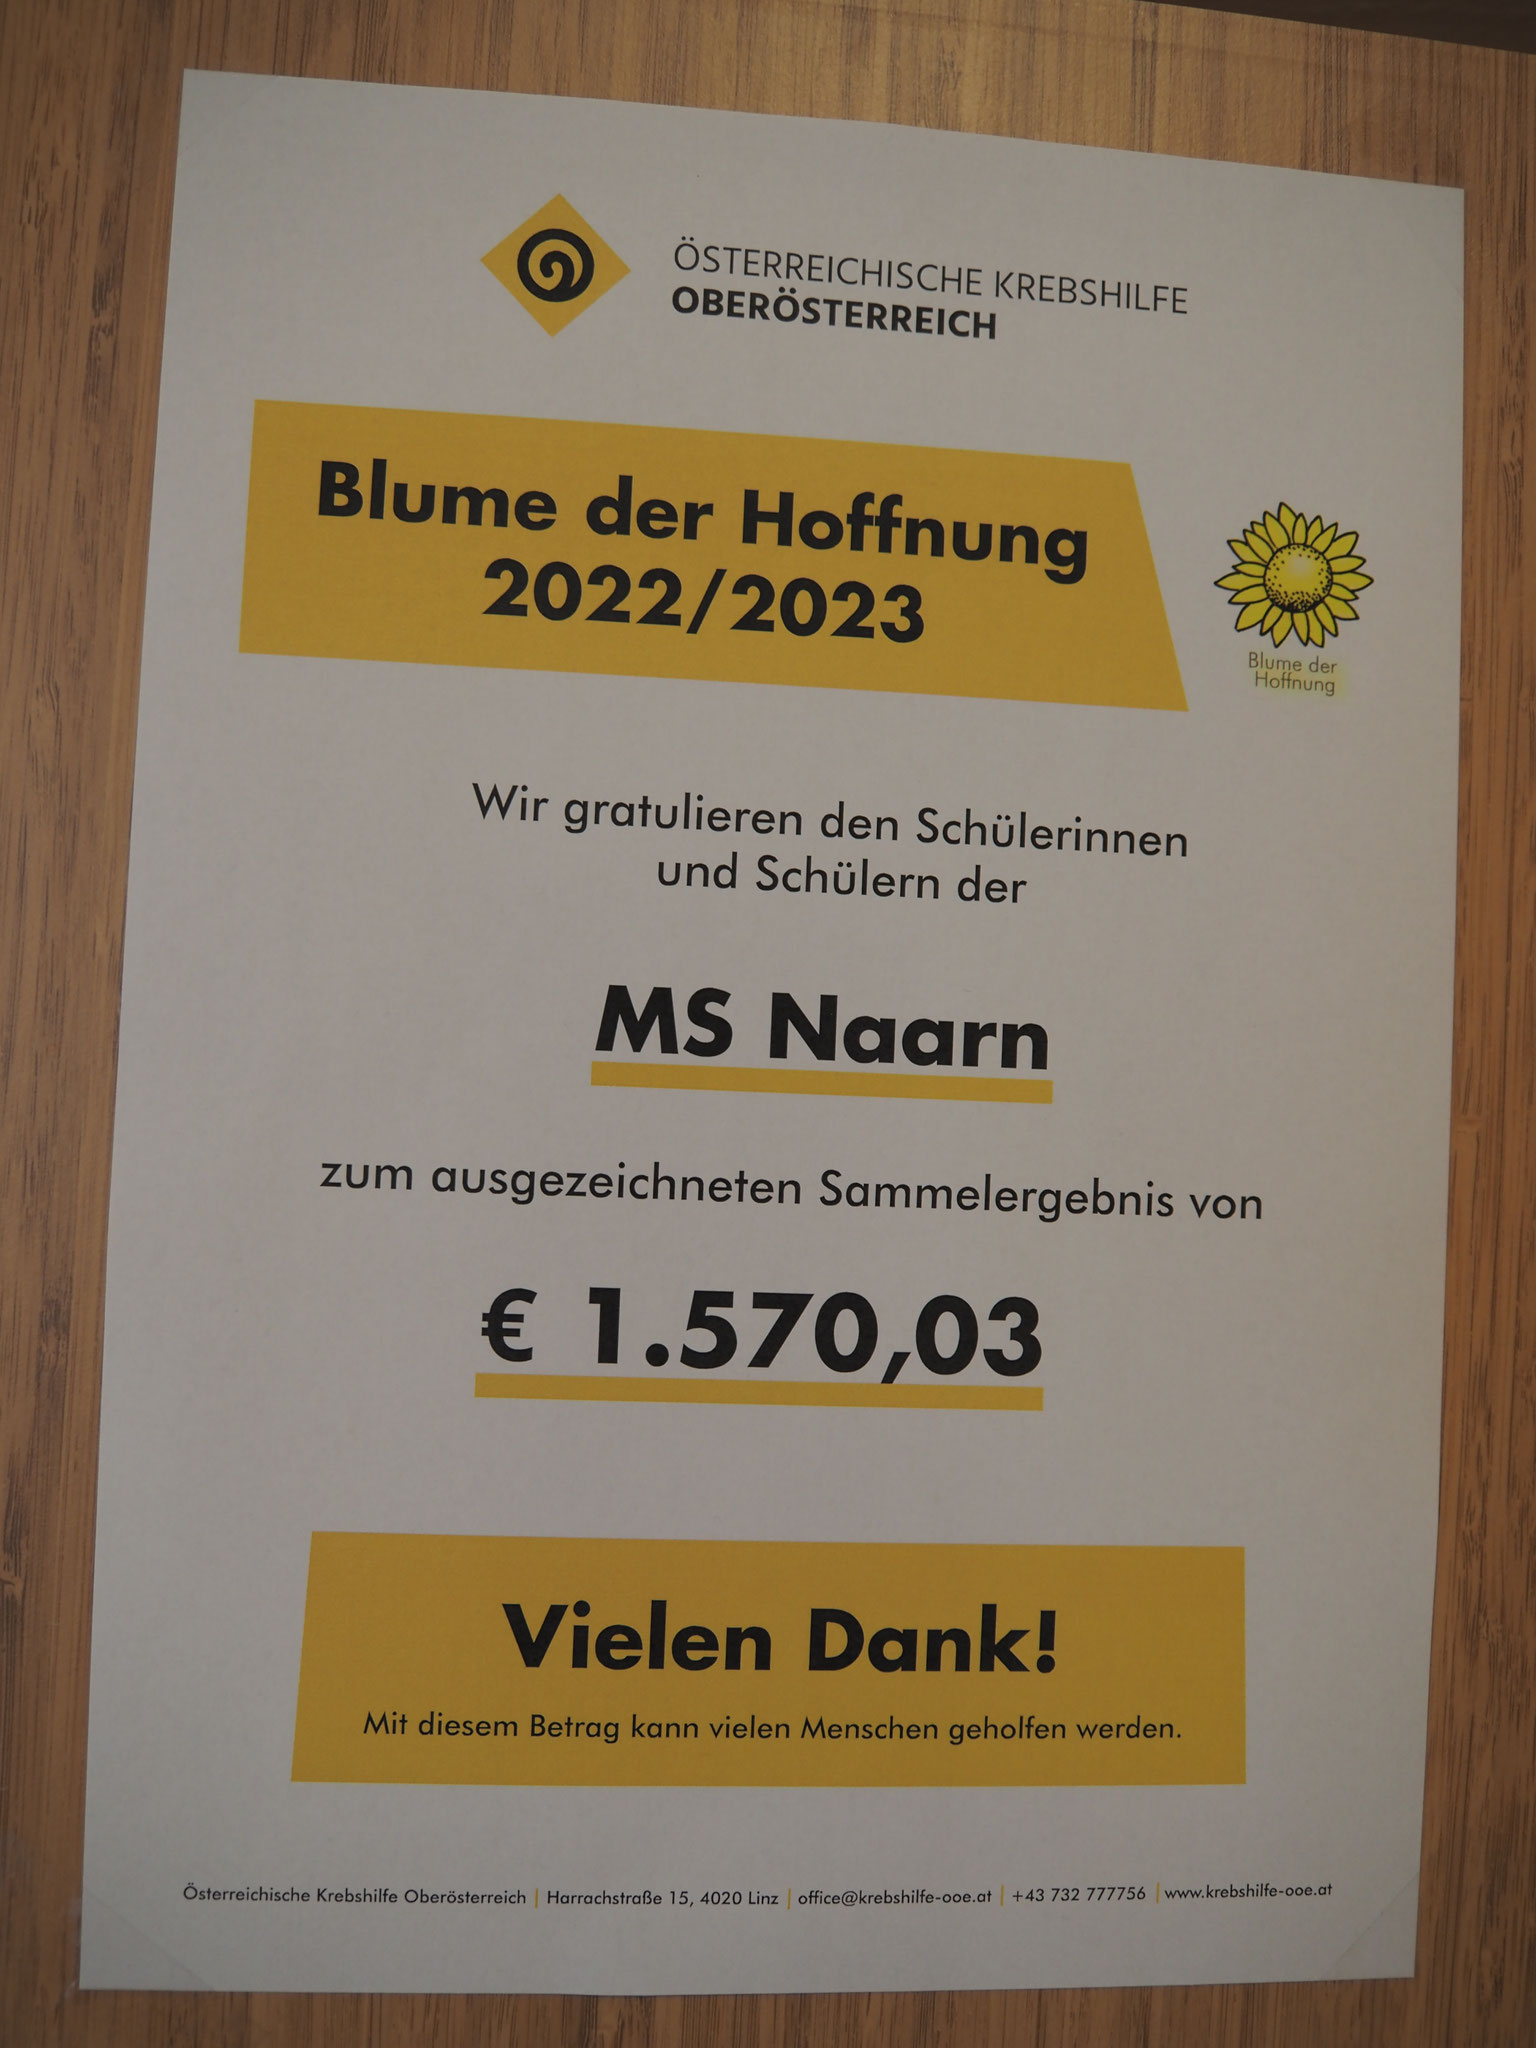 ÖSTERREICHISCHE KREBSHILFE
OBERÖSTERREICH
Blume der Hoffnung
2022/2023
Blume der
Hoffnung
Wir gratulieren den Schülerinnen
und Schülern der
MS Naarn
zum ausgezeichneten Sammelergebnis von
€ 1.570,03
Vielen Dank!
Mit diesem Betrag kann vielen Menschen geholfen werden.
Österreichische Krebshilfe Oberösterreich | Harrachstraße 15, 4020 Linz | office@krebshilfe-ooe.at | +43 732 777756 | www.krebshilfe-ooe.at